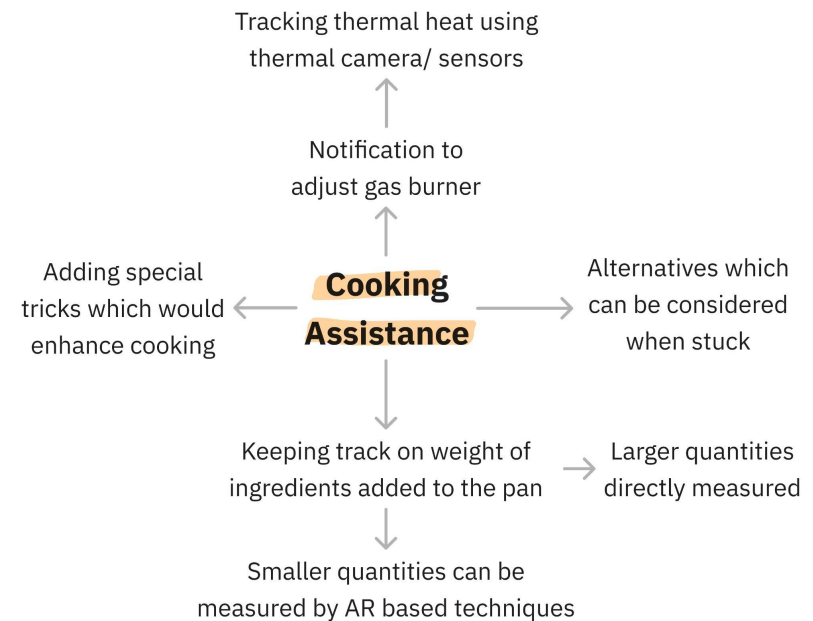 Tracking thermal heat using
thermal camera/ sensors
Notification to
adjust gas burner
Adding special
tricks which would
enhance cooking
Cooking
Assistance
Alternatives which
can be considered
when stuck
Keeping track on weight of
ingredients added to the pan
Larger quantities
directly measured
Smaller quantities can be
measured by AR based techniques